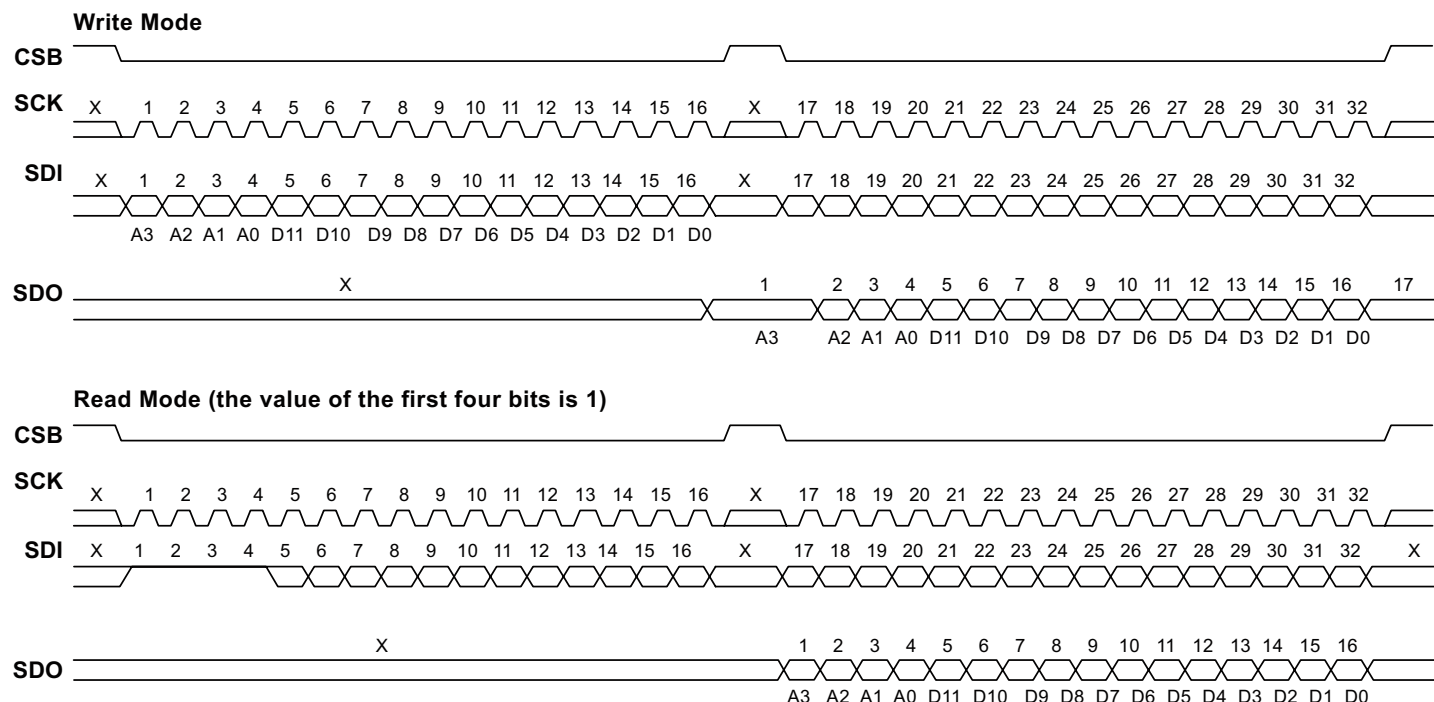 Write Mode
CSB
SCK X 1 2 3 4 5 6 7 8 9 10 11 12 13 14 15 16 X 17 18 19 20 21 22 23 24 25 26 27 28 29 30 31 32
SDI X 1 2 3 4 5 6 7 8 9 10 11 12 13 14 15 16 X 17 18 19 20 21 22 23 24 25 26 27 28 29 30 31 32
A3 A2 A1 A0 D11 D10 D9 D8 D7 D6 D5 D4 D3 D2 D1 D0
SDO X 1 2 3 4 5 6 7 8 9 10 11 12 13 14 15 16 17
A3 A2 A1 A0 D11 D10 D9 D8 D7 D6 D5 D4 D3 D2 D1 D0
Read Mode (the value of the first four bits is 1)
CSB
SCK X 1 2 3 4 5 6 7 8 9 10 11 12 13 14 15 16 X 17 18 19 20 21 22 23 24 25 26 27 28 29 30 31 32
SDI X 1 2 3 4 5 6 7 8 9 10 11 12 13 14 15 16 X 17 18 19 20 21 22 23 24 25 26 27 28 29 30 31 32 X
SDO X 1 2 3 4 5 6 7 8 9 10 11 12 13 14 15 16
A3 A2 A1 A0 D11 D10 D9 D8 D7 D6 D5 D4 D3 D2 D1 D0